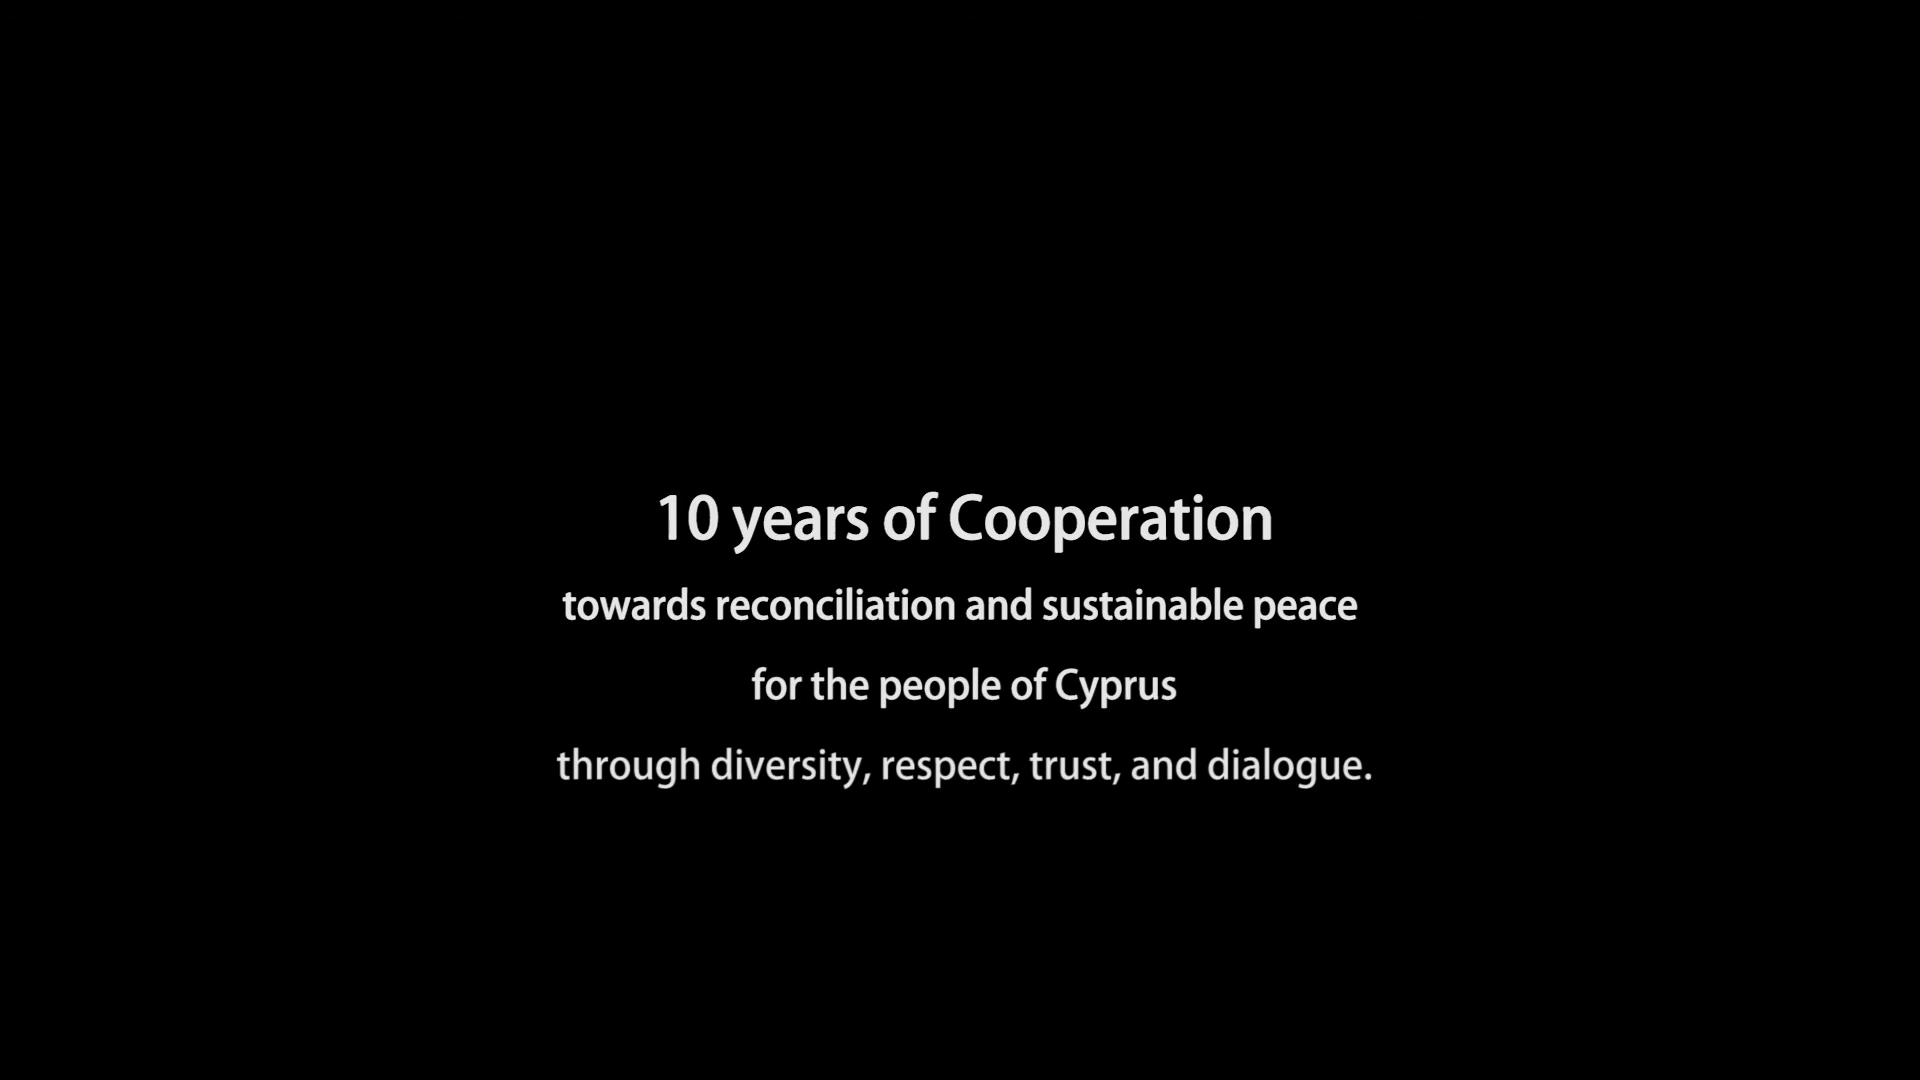 10 years of Cooperation
towards reconciliation and sustainable peace
for the people of Cyprus
through diversity, respect, trust, and dialogue.